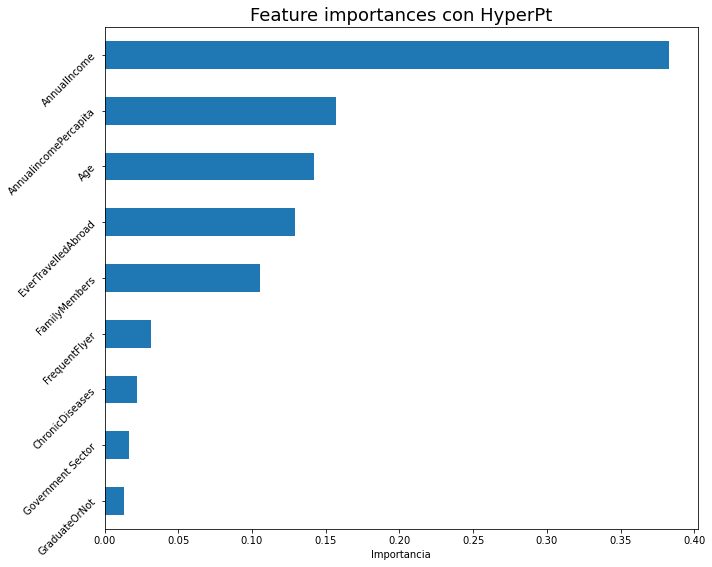 Feature importances con HyperPt
AnnualIncome
AnnualincomePercapita
Age
EverTravelledAbroad
FamilyMembers
FrequentFlyer
ChronicDiseases
Government Sector
GraduateOrNot
0.00 0.05 0.10 0.15 0.20 0.25 0.30 0.35 0.40
Importancia